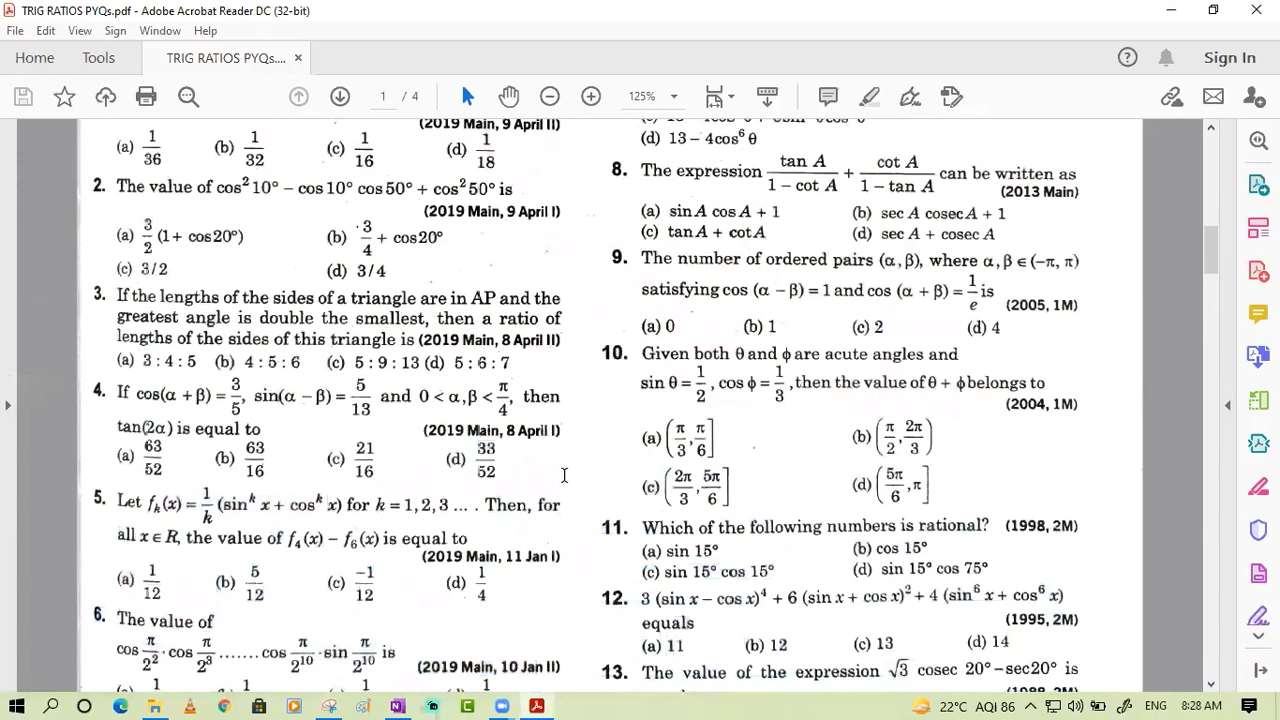 TRIG RATIOS PYQs.pdf - Adobe Acrobat Reader DC (32-bit)
File Edit View Sign Window Help
Home Tools TRIG RATIOS PYQs.... × Sign In
1 / 4 125%
(2019 Main, 9 April II)
(a) 1/36 (b) 1/32 (c) 1/16 (d) 1/18
2. The value of cos² 10° – cos 10° cos 50° + cos² 50° is
(2019 Main, 9 April I)
(a) 3/2 (1 + cos20°) (b) 3/4 + cos20°
(c) 3/2 (d) 3/4
3. If the lengths of the sides of a triangle are in AP and the
greatest angle is double the smallest, then a ratio of
lengths of the sides of this triangle is (2019 Main, 8 April II)
(a) 3 : 4 : 5 (b) 4 : 5 : 6 (c) 5 : 9 : 13 (d) 5 : 6 : 7
4. If cos(α + β) = 3/5, sin(α – β) = 5/13 and 0 < α,β < π/4, then
tan(2α) is equal to (2019 Main, 8 April I)
(a) 63/52 (b) 63/16 (c) 21/16 (d) 33/52
5. Let fₖ(x) = 1/k (sinᵏ x + cosᵏ x) for k = 1, 2, 3 ... . Then, for
all x ∈ R, the value of f₄(x) – f₆(x) is equal to
(2019 Main, 11 Jan I)
(a) 1/12 (b) 5/12 (c) -1/12 (d) 1/4
6. The value of
cos π/2² · cos π/2³ ....... cos π/2¹⁰ · sin π/2¹⁰ is
(2019 Main, 10 Jan II)
(d) 13 – 4cos⁶ θ
8. The expression tan A/(1 – cot A) + cot A/(1 – tan A) can be written as
(2013 Main)
(a) sin A cos A + 1 (b) sec A cosec A + 1
(c) tan A + cot A (d) sec A + cosec A
9. The number of ordered pairs (α, β), where α, β ∈ (–π, π)
satisfying cos (α – β) = 1 and cos (α + β) = 1/e is
(2005, 1M)
(a) 0 (b) 1 (c) 2 (d) 4
10. Given both θ and ϕ are acute angles and
sin θ = 1/2, cos ϕ = 1/3, then the value of θ + ϕ belongs to
(2004, 1M)
(a) (π/3, π/6] (b) (π/2, 2π/3)
(c) (2π/3, 5π/6] (d) (5π/6, π]
11. Which of the following numbers is rational? (1998, 2M)
(a) sin 15° (b) cos 15°
(c) sin 15° cos 15° (d) sin 15° cos 75°
12. 3 (sin x – cos x)⁴ + 6 (sin x + cos x)² + 4 (sin⁶ x + cos⁶ x)
equals (1995, 2M)
(a) 11 (b) 12 (c) 13 (d) 14
13. The value of the expression √3 cosec 20° – sec20° is
22°C AQI 86 ENG 8:28 AM